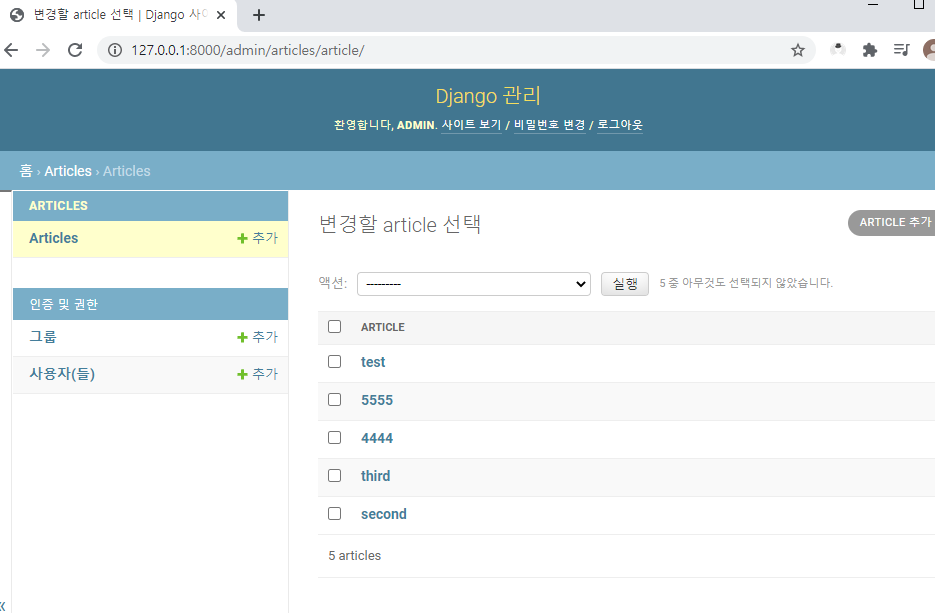 변경할 article 선택 | Django 사이
127.0.0.1:8000/admin/articles/article/
Django 관리
환영합니다, ADMIN. 사이트 보기 / 비밀번호 변경 / 로그아웃
홈 › Articles › Articles
ARTICLES
Articles + 추가
인증 및 권한
그룹 + 추가
사용자(들) + 추가
변경할 article 선택
ARTICLE 추가
액션: --------- 실행 5 중 아무것도 선택되지 않았습니다.
ARTICLE
test
5555
4444
third
second
5 articles